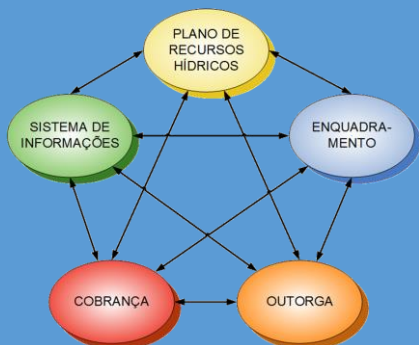 PLANO DE
RECURSOS
HÍDRICOS
SISTEMA DE
INFORMAÇÕES
ENQUADRA-
MENTO
COBRANÇA
OUTORGA